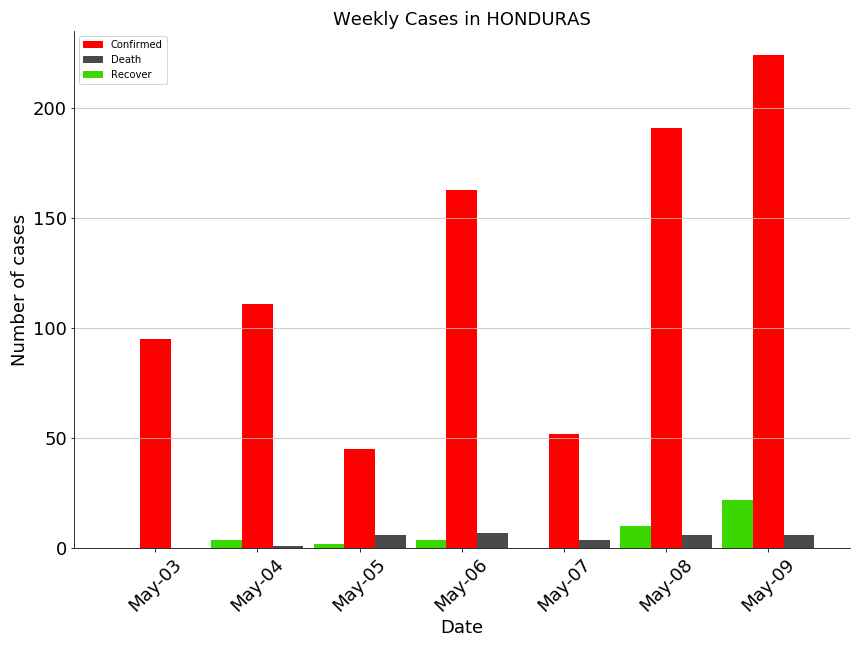 Weekly Cases in HONDURAS
Confirmed
Death
Recover
Number of cases
200
150
100
50
0
May-03
May-04
May-05
May-06
May-07
May-08
May-09
Date